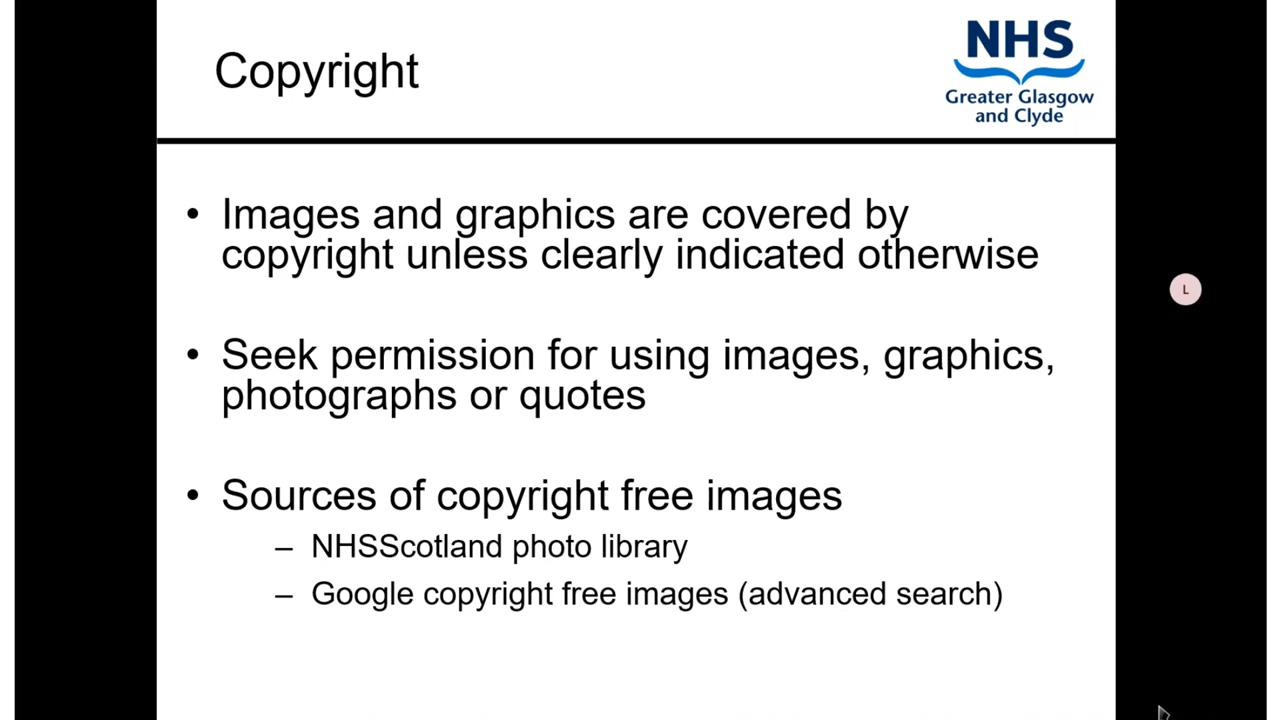 Copyright
NHS
Greater Glasgow
and Clyde
• Images and graphics are covered by
copyright unless clearly indicated otherwise
• Seek permission for using images, graphics,
photographs or quotes
• Sources of copyright free images
– NHSScotland photo library
– Google copyright free images (advanced search)
L